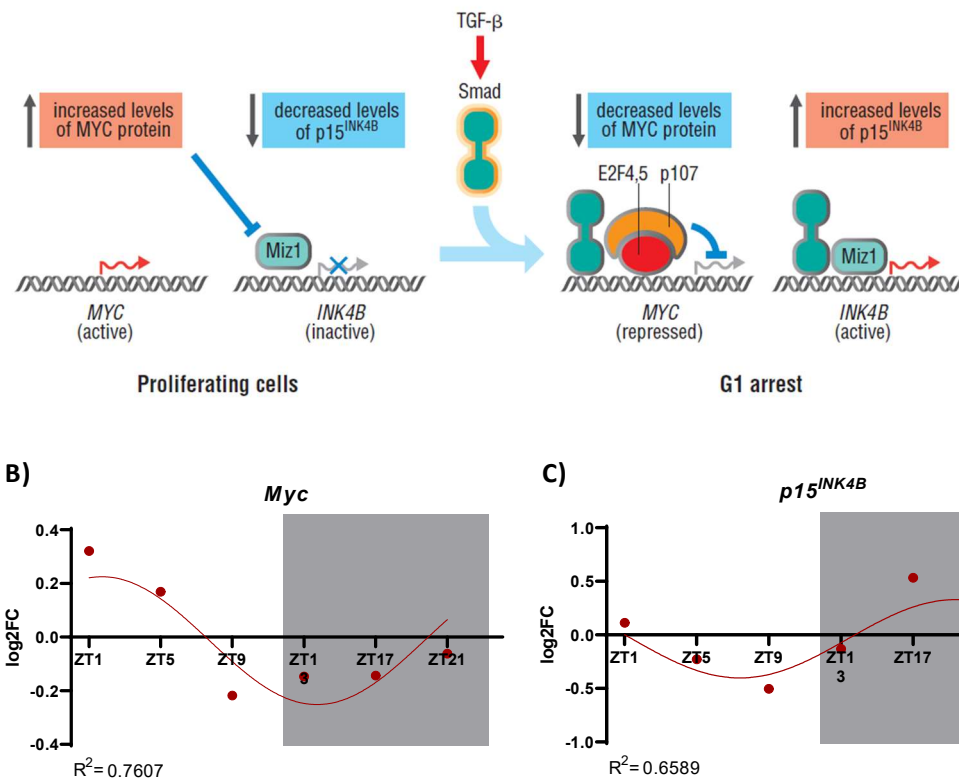 TGF-β
Smad
increased levels
of MYC protein
decreased levels
of p15INK4B
decreased levels
of MYC protein
increased levels
of p15INK4B
E2F4,5 p107
Miz1
Miz1
MYC
(active)
INK4B
(inactive)
MYC
(repressed)
INK4B
(active)
Proliferating cells
G1 arrest
B)
Myc
log2FC
0.4
0.2
0.0
-0.2
-0.4
ZT1
ZT5
ZT9
ZT1
3
ZT17
ZT21
R2= 0.7607
C)
p15INK4B
log2FC
1.0
0.5
0.0
-0.5
-1.0
ZT1
ZT5
ZT9
ZT1
3
ZT17
R2= 0.6589